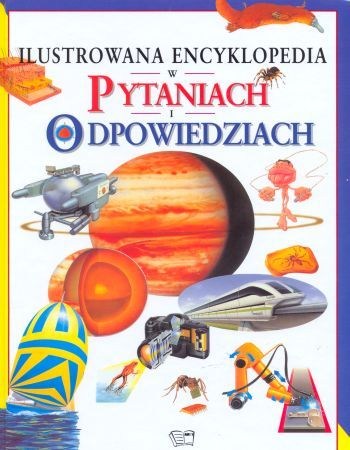 ILUSTROWANA ENCYKLOPEDIA
W
PYTANIACH
I
ODPOWIEDZIACH